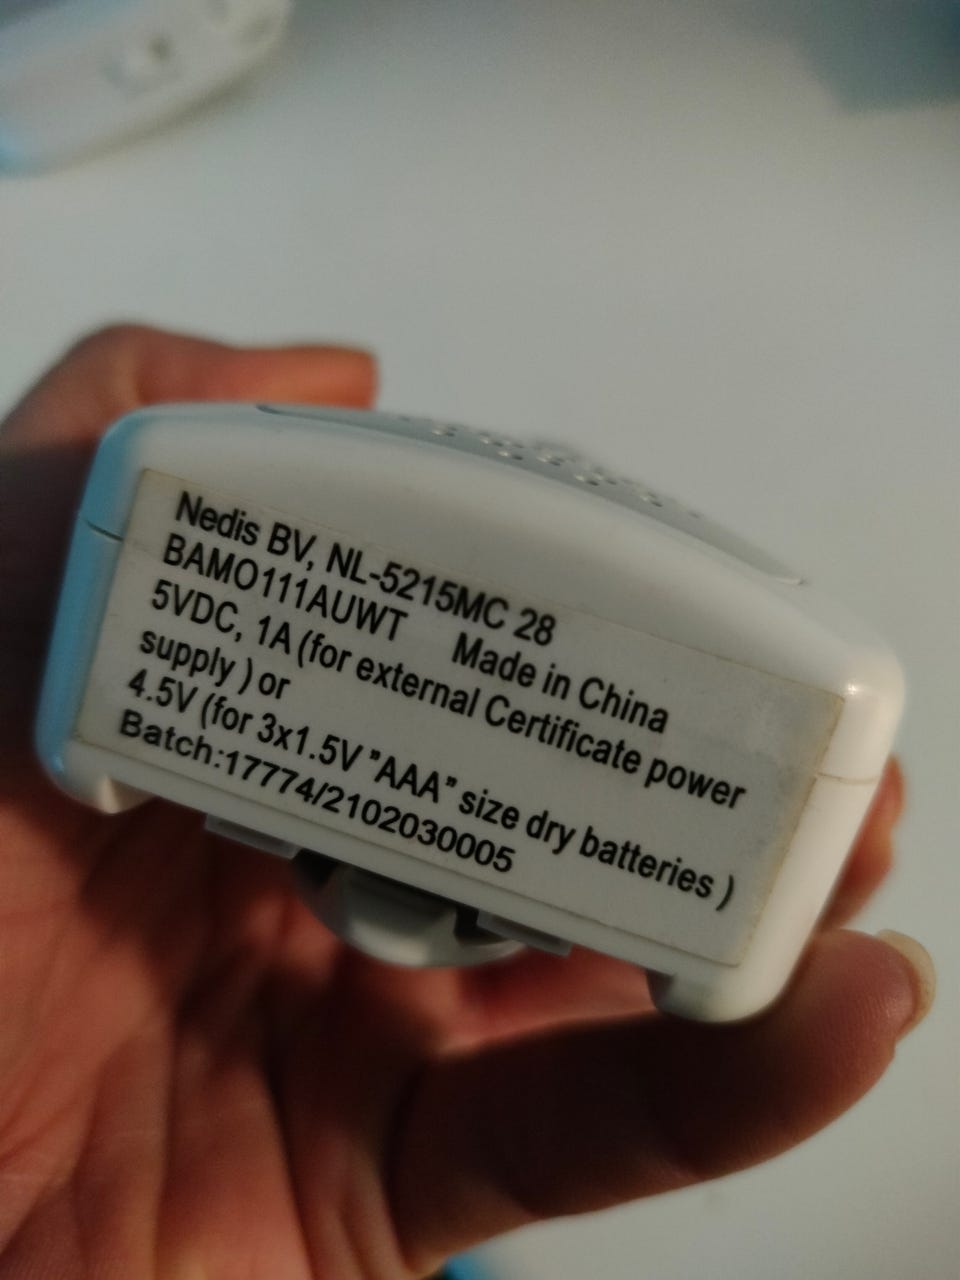 Nedis BV, NL-5215MC 28
BAMO111AUWT Made in China
5VDC, 1A (for external Certificate power
supply ) or
4.5V (for 3x1.5V "AAA" size dry batteries )
Batch:17774/2102030005